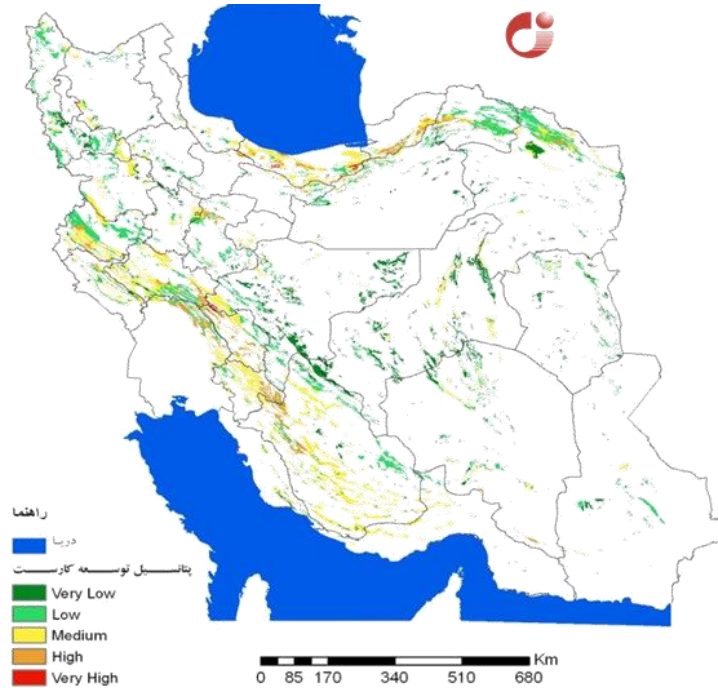 راهنما
دریا
پتانسیل توسعه کارست
Very Low
Low
Medium
High
Very High
Km
0 85 170 340 510 680